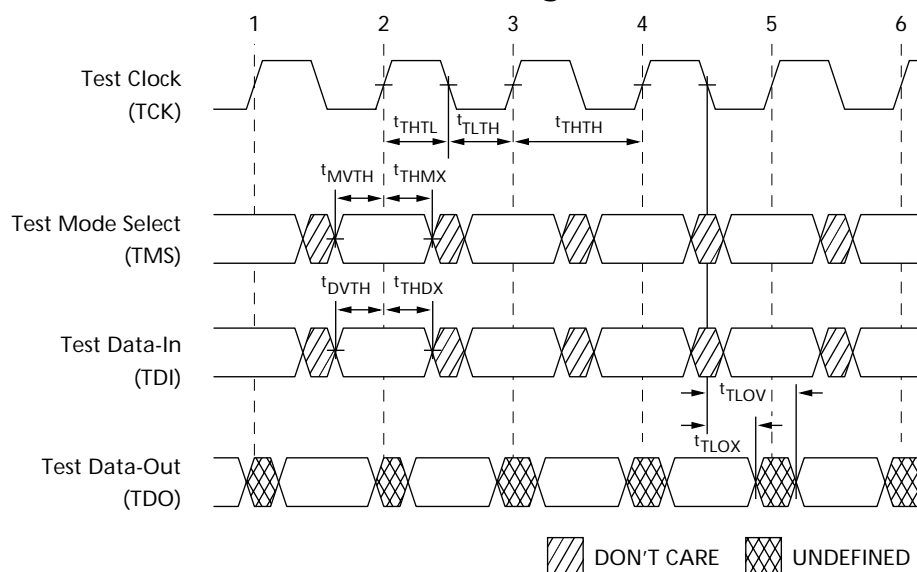 1 2 3 4 5 6
Test Clock
(TCK)
tTHTL tTLTH tTHTH
tMVTH tTHMX
Test Mode Select
(TMS)
tDVTH tTHDX
Test Data-In
(TDI)
tTLOV
tTLOX
Test Data-Out
(TDO)
DON'T CARE UNDEFINED